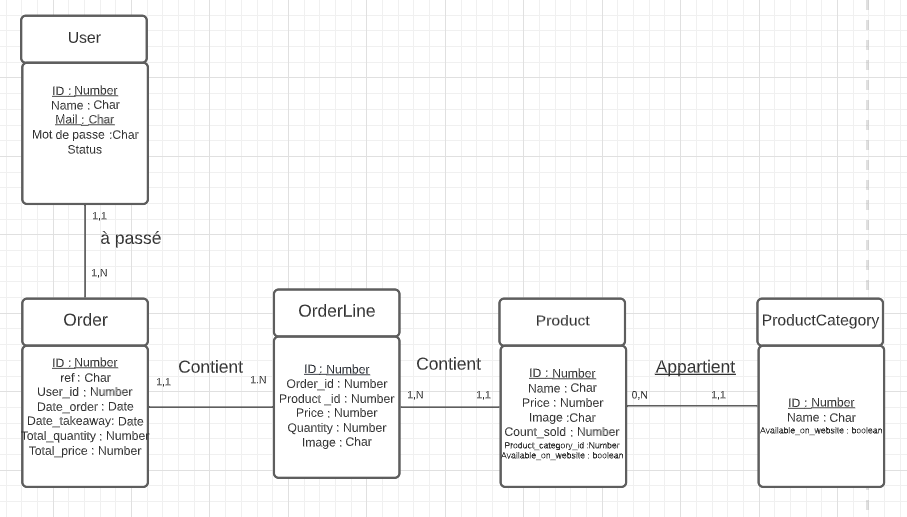 User
ID : Number
Name : Char
Mail : Char
Mot de passe :Char
Status
1,1
à passé
1,N
Order
ID : Number
ref : Char
User_id : Number
Date_order : Date
Date_takeaway: Date
Total_quantity : Number
Total_price : Number
1,1
Contient
1.N
OrderLine
ID : Number
Order_id : Number
Product _id : Number
Price : Number
Quantity : Number
Image : Char
Contient
1,N
1,1
Product
ID : Number
Name : Char
Price : Number
Image :Char
Count_sold : Number
Product_category_id :Number
Available_on_website : boolean
Appartient
0,N
1,1
ProductCategory
ID : Number
Name : Char
Available_on_website : boolean